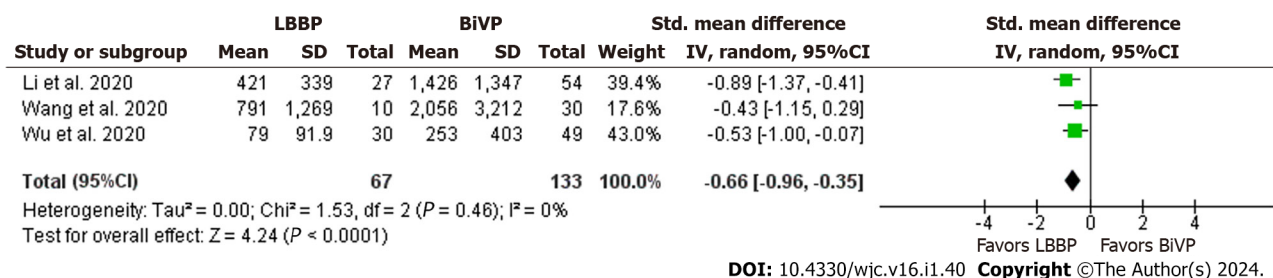 LBBP BiVP Std. mean difference Std. mean difference
Study or subgroup Mean SD Total Mean SD Total Weight IV, random, 95%CI IV, random, 95%CI
Li et al. 2020 421 339 27 1,426 1,347 54 39.4% -0.89 [-1.37, -0.41]
Wang et al. 2020 791 1,269 10 2,056 3,212 30 17.6% -0.43 [-1.15, 0.29]
Wu et al. 2020 79 91.9 30 253 403 49 43.0% -0.53 [-1.00, -0.07]
Total (95%CI) 67 133 100.0% -0.66 [-0.96, -0.35]
Heterogeneity: Tau² = 0.00; Chi² = 1.53, df = 2 (P = 0.46); I² = 0%
Test for overall effect: Z = 4.24 (P < 0.0001)
-4 -2 0 2 4
Favors LBBP Favors BiVP
DOI: 10.4330/wjc.v16.i1.40 Copyright ©The Author(s) 2024.